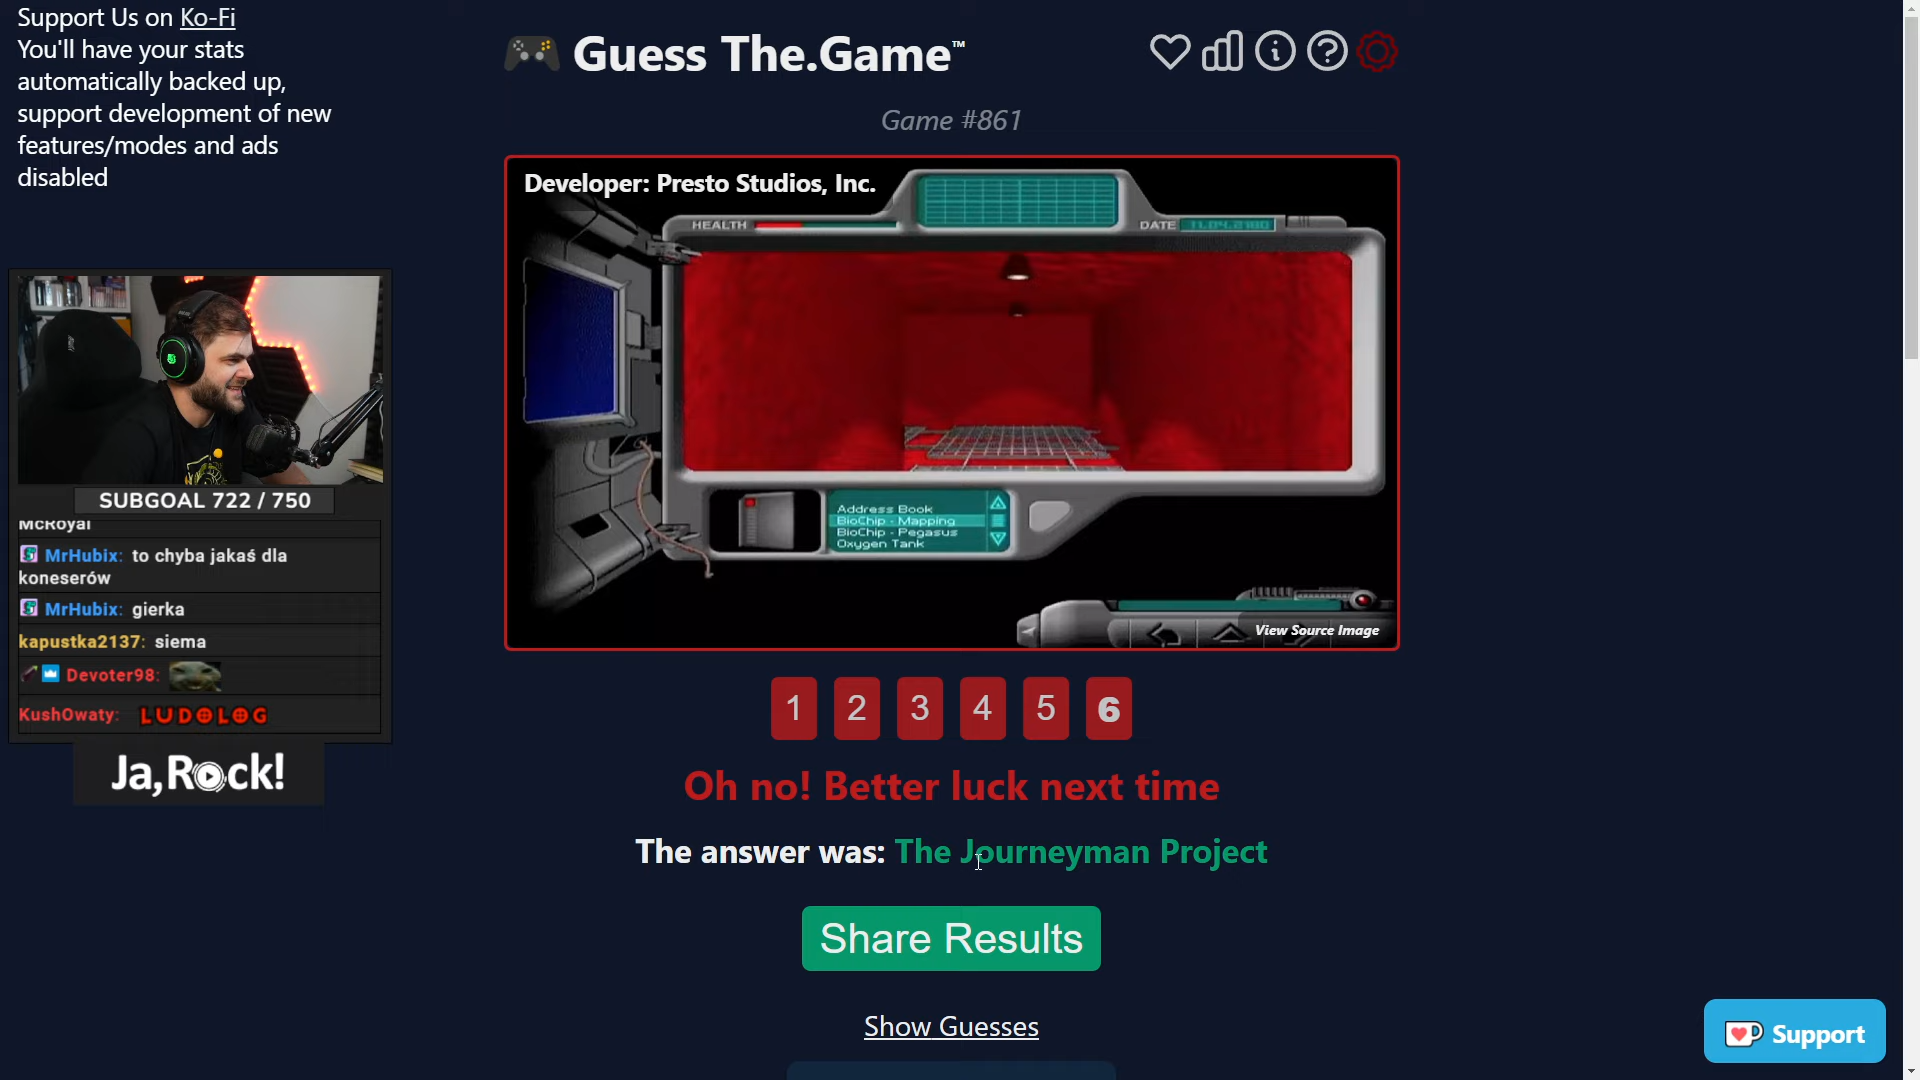 Support Us on Ko-Fi
You'll have your stats
automatically backed up,
support development of new
features/modes and ads
disabled
Guess The.Game™
Game #861
Developer: Presto Studios, Inc.
HEALTH
DATE
Address Book
BioChip - Mapping
BioChip - Pegasus
Oxygen Tank
View Source Image
SUBGOAL 722 / 750
McRoyal
MrHubix: to chyba jakaś dla
koneserów
MrHubix: gierka
kapustka2137: siema
Devoter98:
KushOwaty: LUDOLOG
Ja,Rock!
1 2 3 4 5 6
Oh no! Better luck next time
The answer was: The Journeyman Project
Share Results
Show Guesses
Support